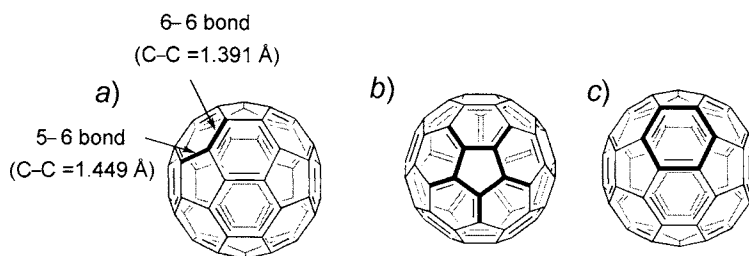 6–6 bond
(C–C =1.391 Å)
a)
5–6 bond
(C–C =1.449 Å)
b)
c)